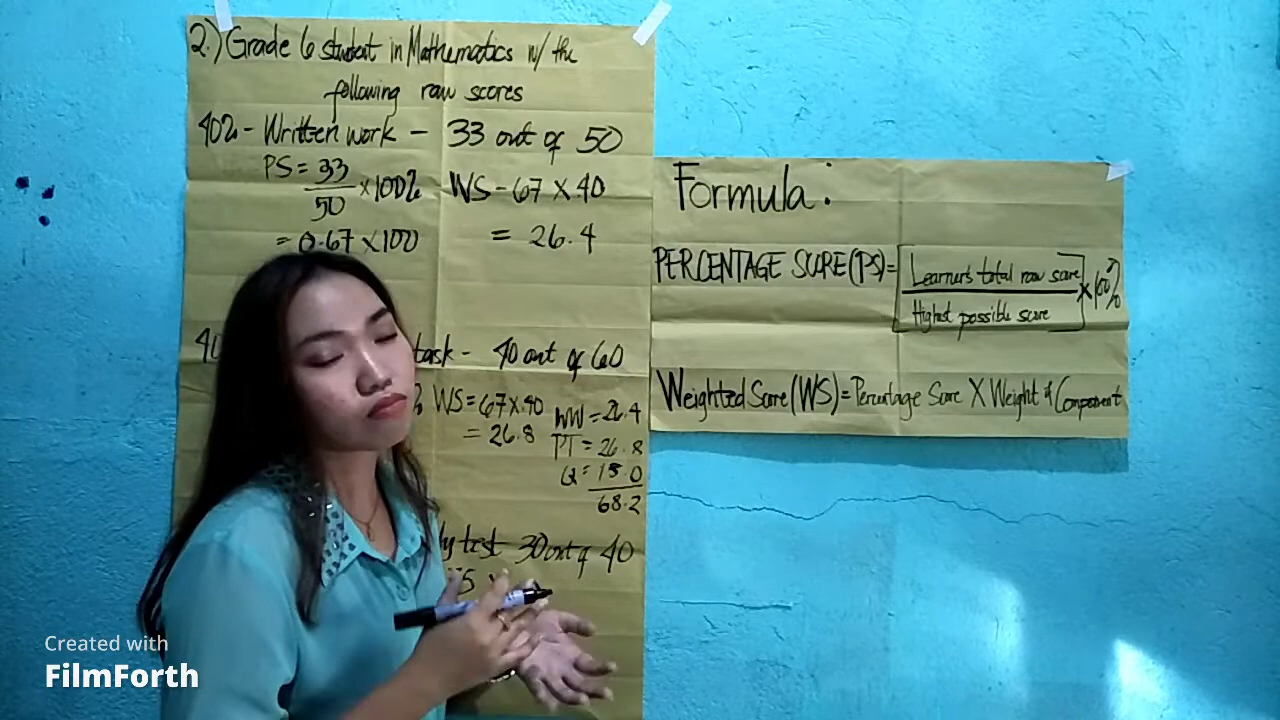 2.) Grade 6 student in Mathematics w/ the
following raw scores
40% - Written work - 33 out of 50
PS = 33
50
×100%
= 0.67 ×100
WS - 67 × 40
= 26.4
40
task - 40 out of 60
% WS = 67×.40
= 26.8
WW = 26.4
PT = 26.8
Q = 15.0
68.2
ly test 30 out of 40
Formula:
PERCENTAGE SCORE (PS) =
Learner's total raw score
Highest possible score
×100%
Weighted Score (WS) = Percentage Score X Weight of Component
Created with
FilmForth